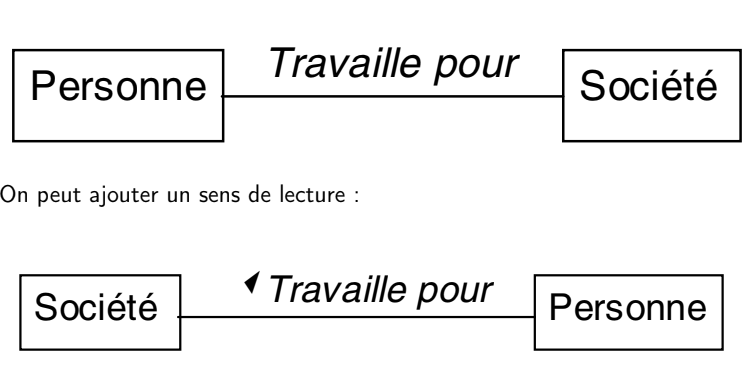 Personne Travaille pour Société
On peut ajouter un sens de lecture :
Société Travaille pour Personne